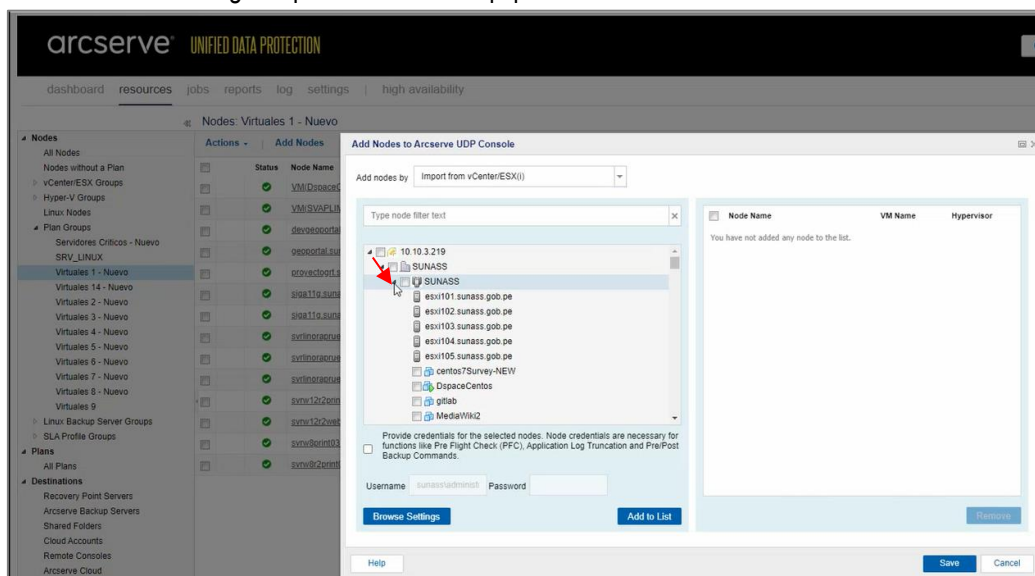 arcserve® UNIFIED DATA PROTECTION
dashboard resources jobs reports log settings | high availability
Nodes: Virtuales 1 - Nuevo
Nodes
All Nodes
Nodes without a Plan
vCenter/ESX Groups
Hyper-V Groups
Linux Nodes
Plan Groups
Servidores Criticos - Nuevo
SRV_LINUX
Virtuales 1 - Nuevo
Virtuales 14 - Nuevo
Virtuales 2 - Nuevo
Virtuales 3 - Nuevo
Virtuales 4 - Nuevo
Virtuales 5 - Nuevo
Virtuales 6 - Nuevo
Virtuales 7 - Nuevo
Virtuales 8 - Nuevo
Virtuales 9
Linux Backup Server Groups
SLA Profile Groups
Plans
All Plans
Destinations
Recovery Point Servers
Arcserve Backup Servers
Shared Folders
Cloud Accounts
Remote Consoles
Arcserve Cloud
Actions | Add Nodes
Status Node Name
Add Nodes to Arcserve UDP Console
Add nodes by Import from vCenter/ESX(i)
Type node filter text
10.10.3.219
SUNASS
SUNASS
esxi101.sunass.gob.pe
esxi102.sunass.gob.pe
esxi103.sunass.gob.pe
esxi104.sunass.gob.pe
esxi105.sunass.gob.pe
centos7Survey-NEW
DspaceCentos
gitlab
MediaWiki2
Provide credentials for the selected nodes. Node credentials are necessary for
functions like Pre Flight Check (PFC), Application Log Truncation and Pre/Post
Backup Commands.
Username sunass\administ Password
Browse Settings Add to List
Node Name VM Name Hypervisor
You have not added any node to the list.
Remove
Help Save Cancel